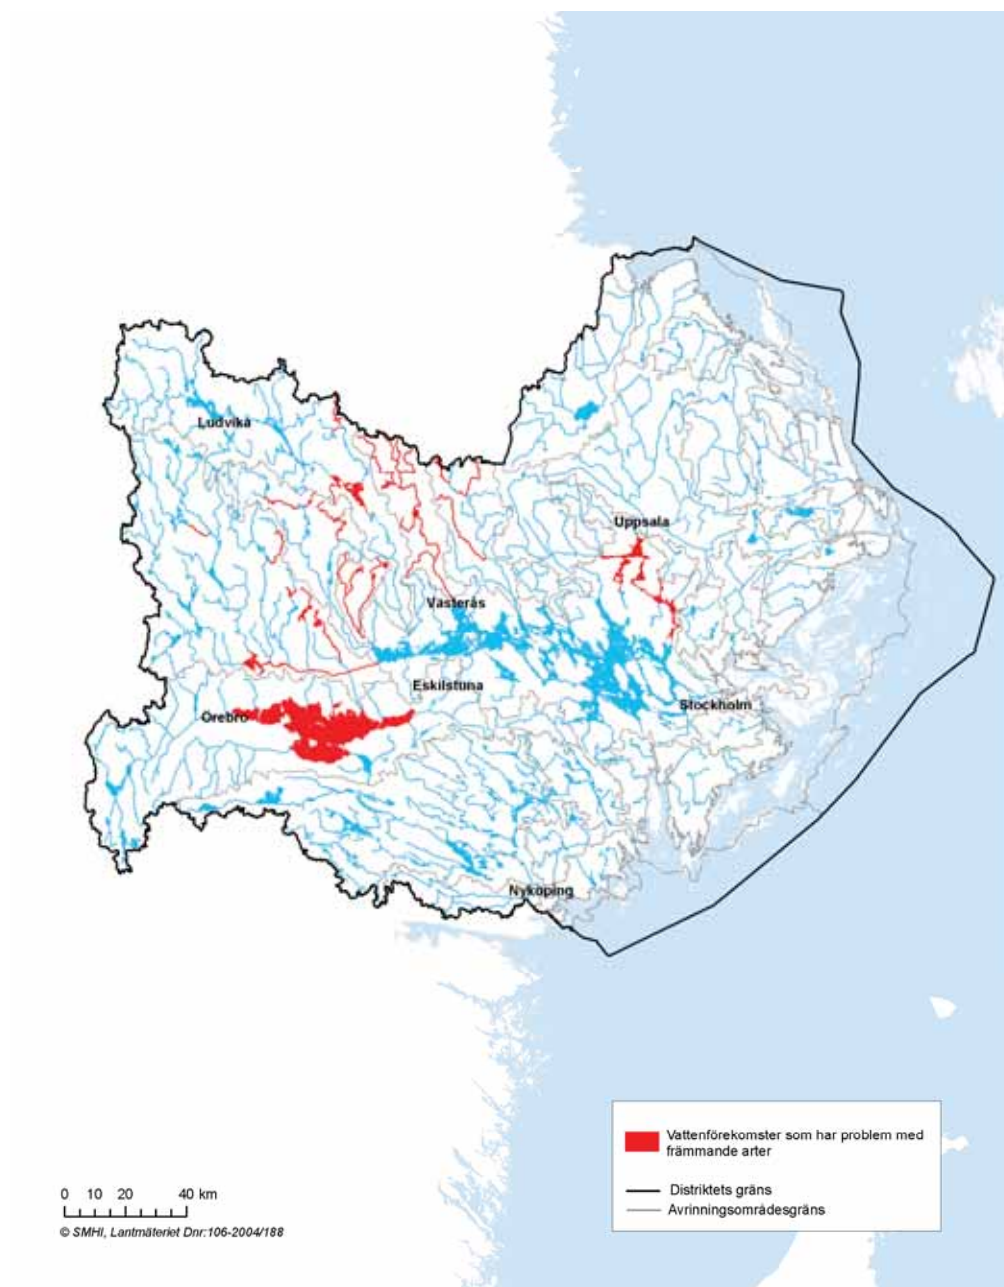 Ludvika
Uppsala
Västerås
Eskilstuna
Örebro
Stockholm
Nyköping
Vattenförekomster som har problem med
främmande arter
Distriktets gräns
Avrinningsområdesgräns
0 10 20 40 km
© SMHI, Lantmäteriet Dnr:106-2004/188